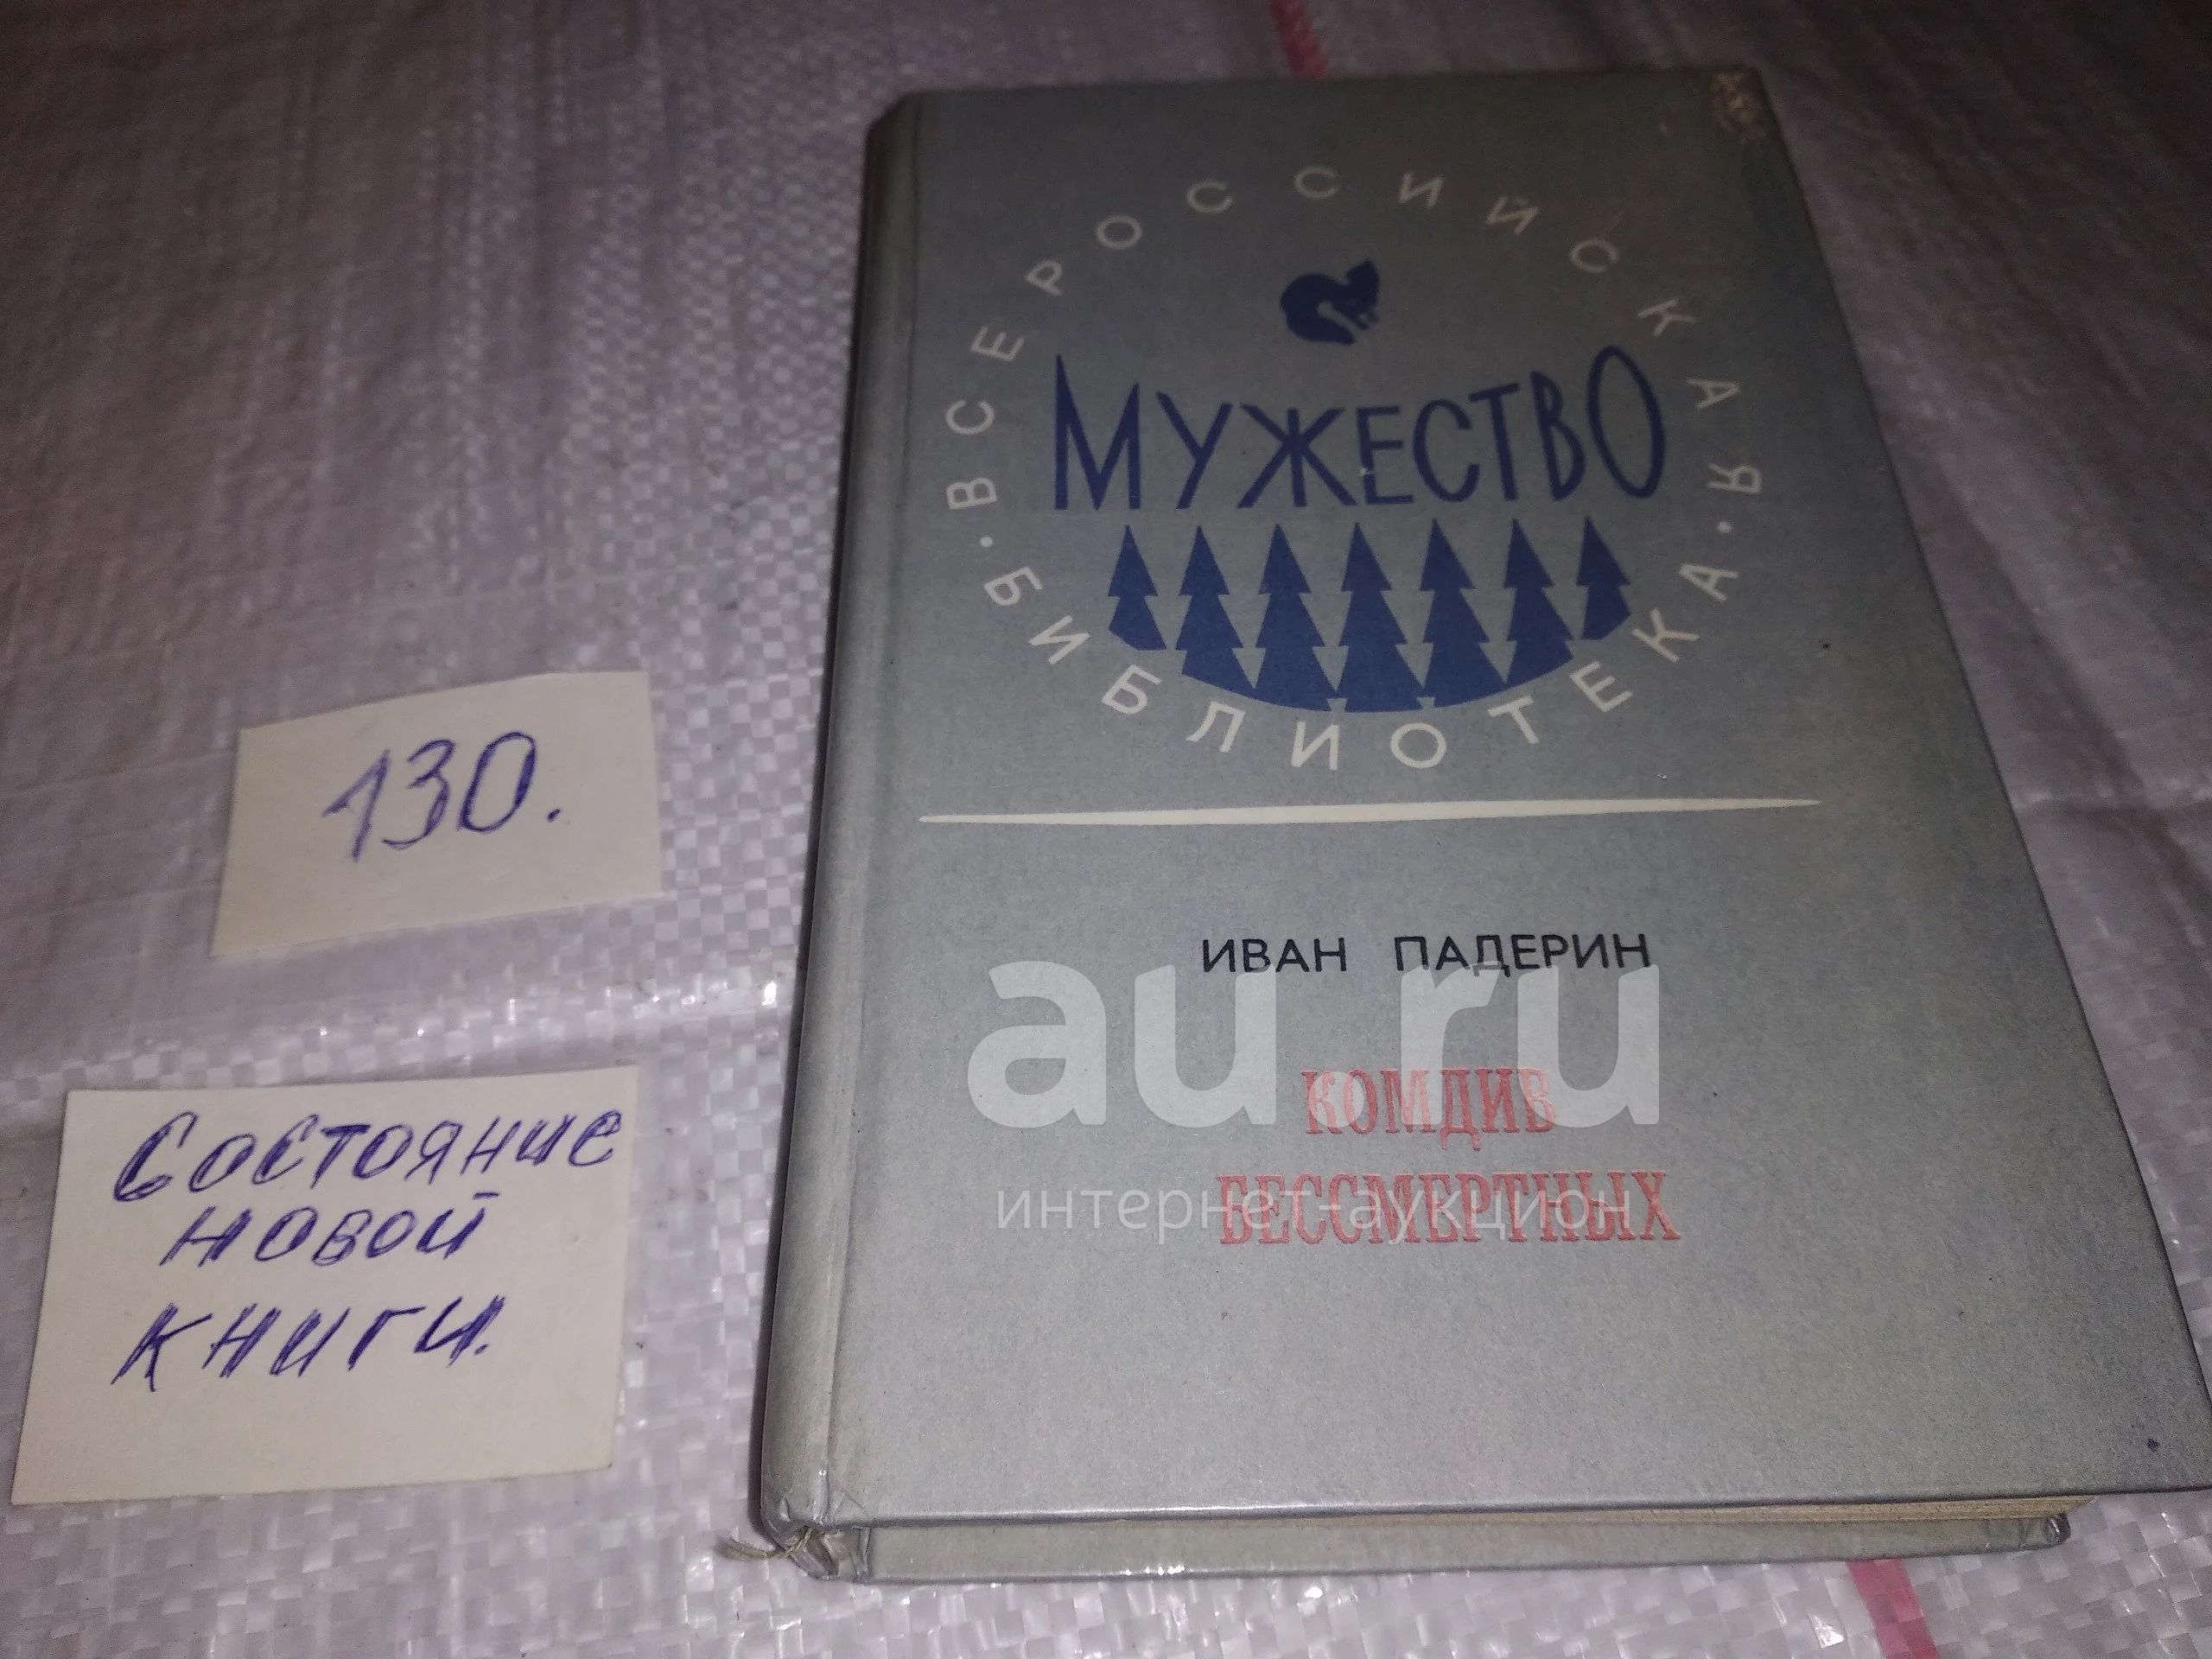 ВСЕРОССИЙСКАЯ
МУЖЕСТВО
БИБЛИОТЕКА
130.
ИВАН ПАДЕРИН
au.ru
КОМДИВ
интернет-аукцион
БЕССМЕРТНЫХ
Состояние
новой
книги.